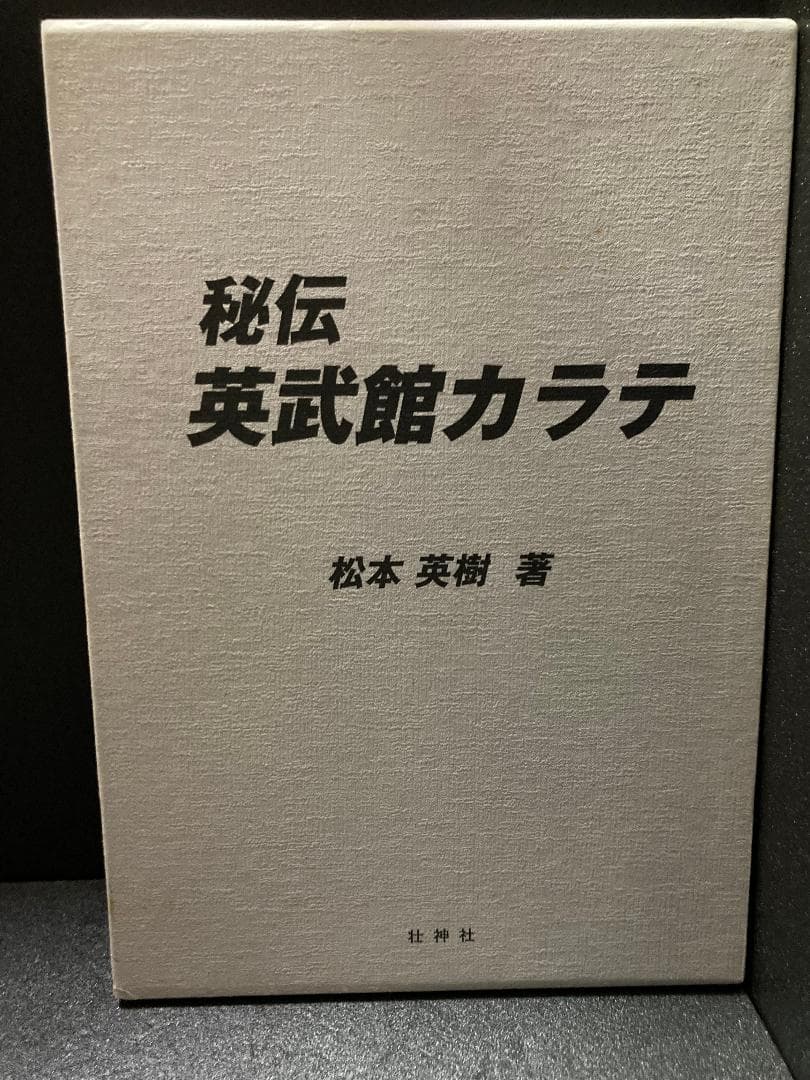 秘伝
英武館カラテ
松本 英樹 著
壮神社